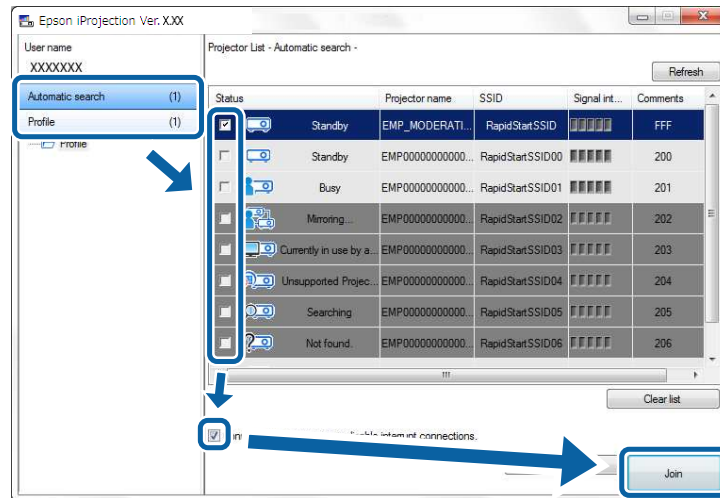 Epson iProjection Ver. X.XX
User name
XXXXXXX
Automatic search (1)
Profile (1)
Profile
Projector List - Automatic search -
Refresh
Status Projector name SSID Signal int... Comments
Standby EMP_MODERATI... RapidStartSSID FFF
Standby EMP00000000000... RapidStartSSID00 200
Busy EMP00000000000... RapidStartSSID01 201
Mirroring... EMP00000000000... RapidStartSSID02 202
Currently in use by a... EMP00000000000... RapidStartSSID03 203
Unsupported Projec... EMP00000000000... RapidStartSSID04 204
Searching EMP00000000000... RapidStartSSID05 205
Not found. EMP00000000000... RapidStartSSID06 206
Clear list
interrupt connections.
Join